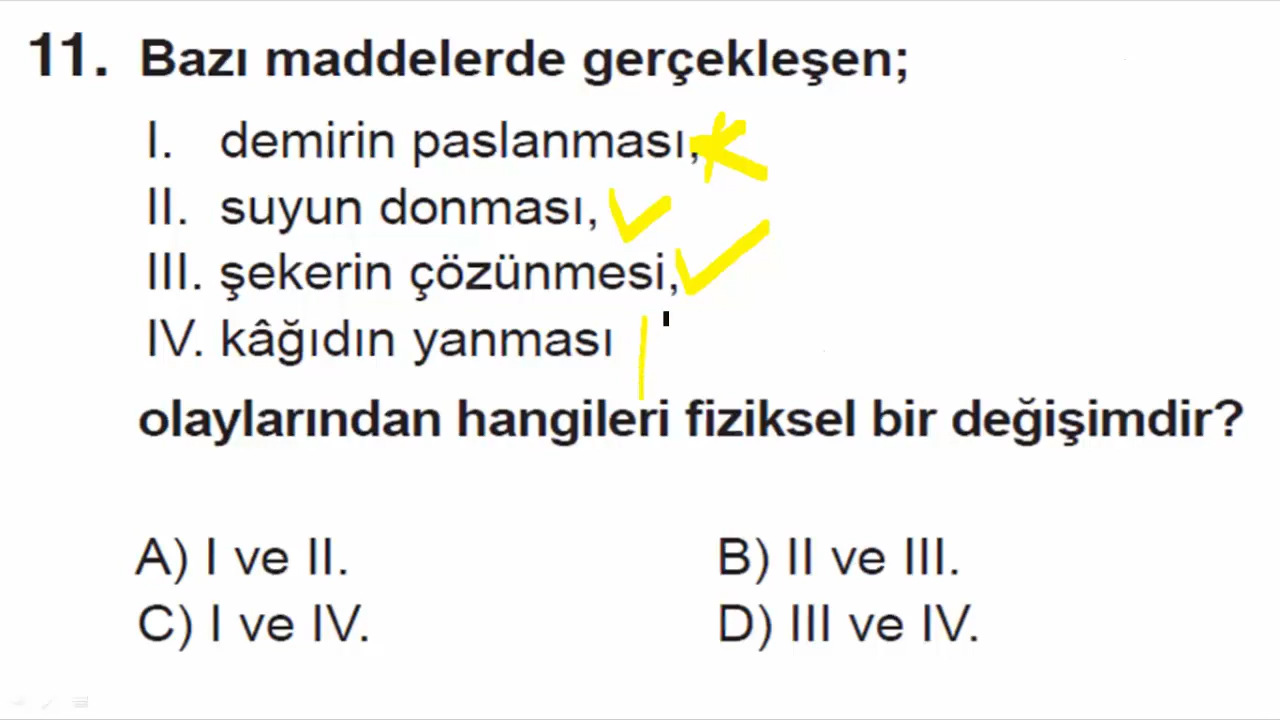 11. Bazı maddelerde gerçekleşen;
I. demirin paslanması,
II. suyun donması,
III. şekerin çözünmesi,
IV. kâğıdın yanması
olaylarından hangileri fiziksel bir değişimdir?
A) I ve II. B) II ve III.
C) I ve IV. D) III ve IV.